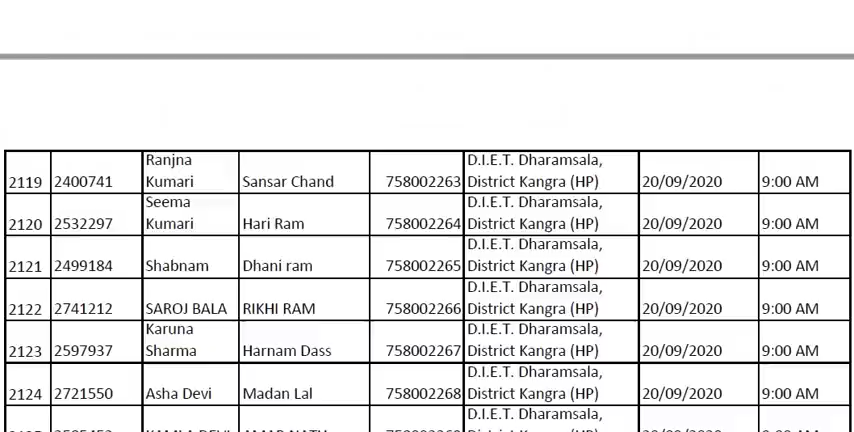 Ranjna D.I.E.T. Dharamsala,
2119 2400741 Kumari Sansar Chand 758002263 District Kangra (HP) 20/09/2020 9:00 AM
Seema D.I.E.T. Dharamsala,
2120 2532297 Kumari Hari Ram 758002264 District Kangra (HP) 20/09/2020 9:00 AM
D.I.E.T. Dharamsala,
2121 2499184 Shabnam Dhani ram 758002265 District Kangra (HP) 20/09/2020 9:00 AM
D.I.E.T. Dharamsala,
2122 2741212 SAROJ BALA RIKHI RAM 758002266 District Kangra (HP) 20/09/2020 9:00 AM
Karuna D.I.E.T. Dharamsala,
2123 2597937 Sharma Harnam Dass 758002267 District Kangra (HP) 20/09/2020 9:00 AM
D.I.E.T. Dharamsala,
2124 2721550 Asha Devi Madan Lal 758002268 District Kangra (HP) 20/09/2020 9:00 AM
D.I.E.T. Dharamsala,